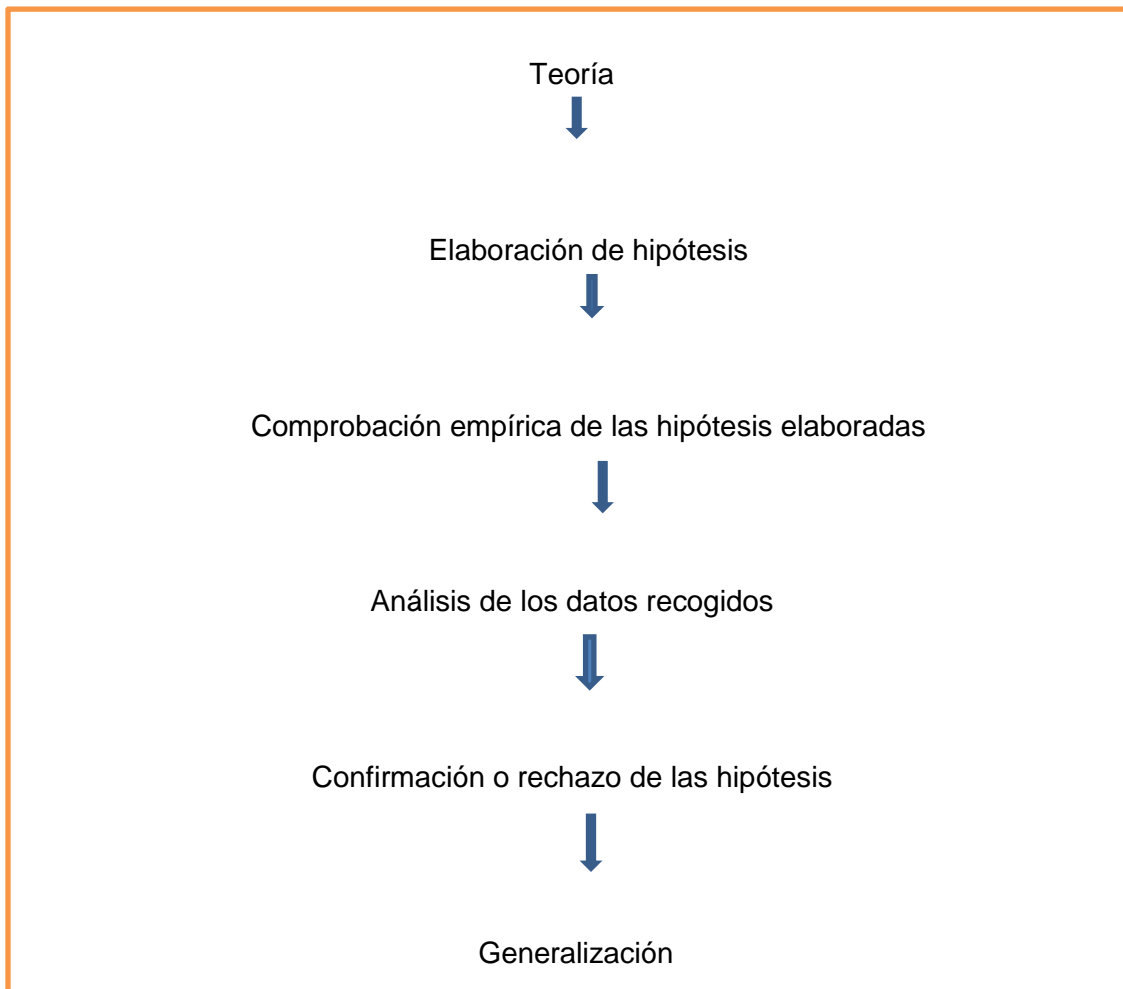 Teoría
Elaboración de hipótesis
Comprobación empírica de las hipótesis elaboradas
Análisis de los datos recogidos
Confirmación o rechazo de las hipótesis
Generalización